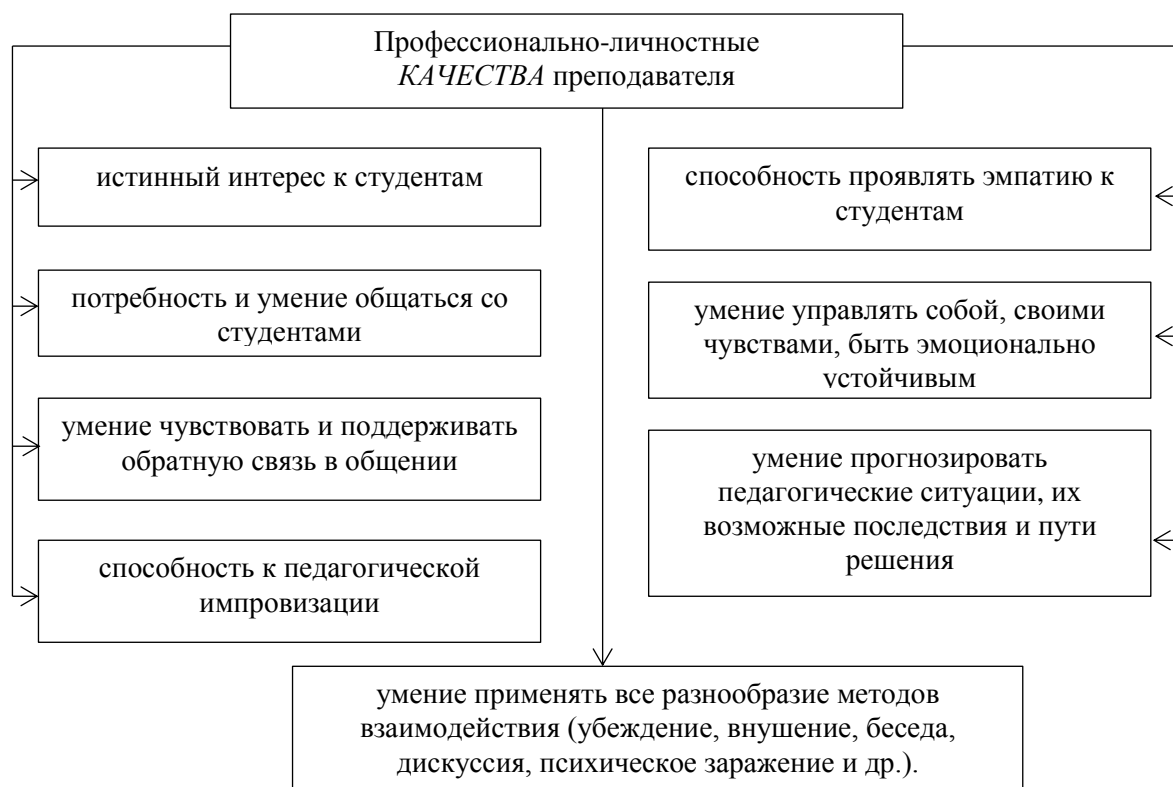 Профессионально-личностные
КАЧЕСТВА преподавателя
истинный интерес к студентам
потребность и умение общаться со
студентами
умение чувствовать и поддерживать
обратную связь в общении
способность к педагогической
импровизации
способность проявлять эмпатию к
студентам
умение управлять собой, своими
чувствами, быть эмоционально
устойчивым
умение прогнозировать
педагогические ситуации, их
возможные последствия и пути
решения
умение применять все разнообразие методов
взаимодействия (убеждение, внушение, беседа,
дискуссия, психическое заражение и др.).